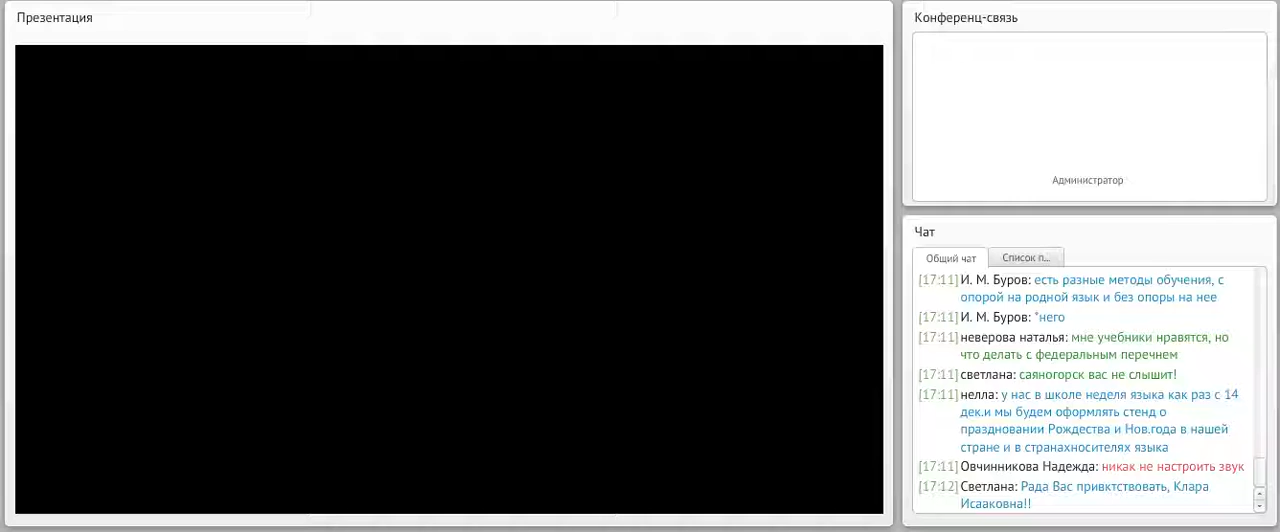 Презентация
Конференц-связь
Администратор
Чат
Общий чат
Список п...
[17:11] И. М. Буров: есть разные методы обучения, с
опорой на родной язык и без опоры на нее
[17:11] И. М. Буров: *него
[17:11] неверова наталья: мне учебники нравятся, но
что делать с федеральным перечнем
[17:11] светлана: саяногорск вас не слышит!
[17:11] нелла: у нас в школе неделя языка как раз с 14
дек.и мы будем оформлять стенд о
праздновании Рождества и Нов.года в нашей
стране и в странахносителях языка
[17:11] Овчинникова Надежда: никак не настроить звук
[17:12] Светлана: Рада Вас привктствовать, Клара
Исааковна!!